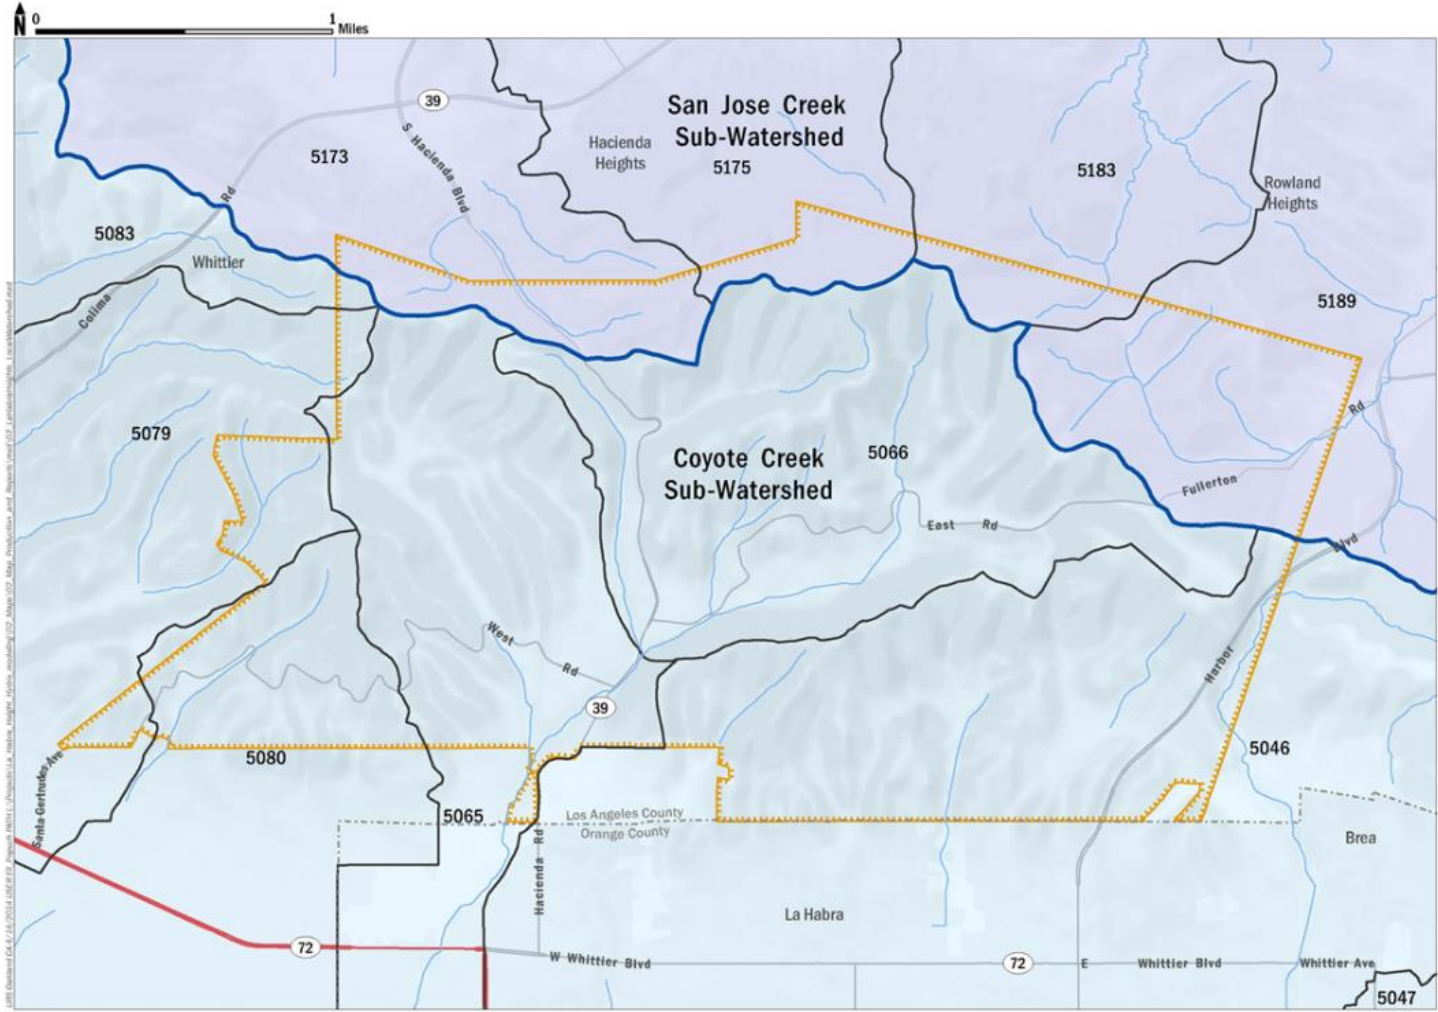 N
0
1
Miles
39
San Jose Creek
Sub-Watershed
S Hacienda Blvd
Hacienda
Heights
5173
5175
5183
Rowland
Heights
Rd
5083
Whittier
5189
Colima
Rd
5079
Coyote Creek
Sub-Watershed
5066
Fullerton
East Rd
Blvd
West
Rd
Harbor
39
5080
5046
Santa Gertrudes Ave
5065
Los Angeles County
Orange County
Brea
Hacienda Rd
La Habra
72
W Whittier Blvd
72
E
Whittier Blvd
Whittier Ave
5047